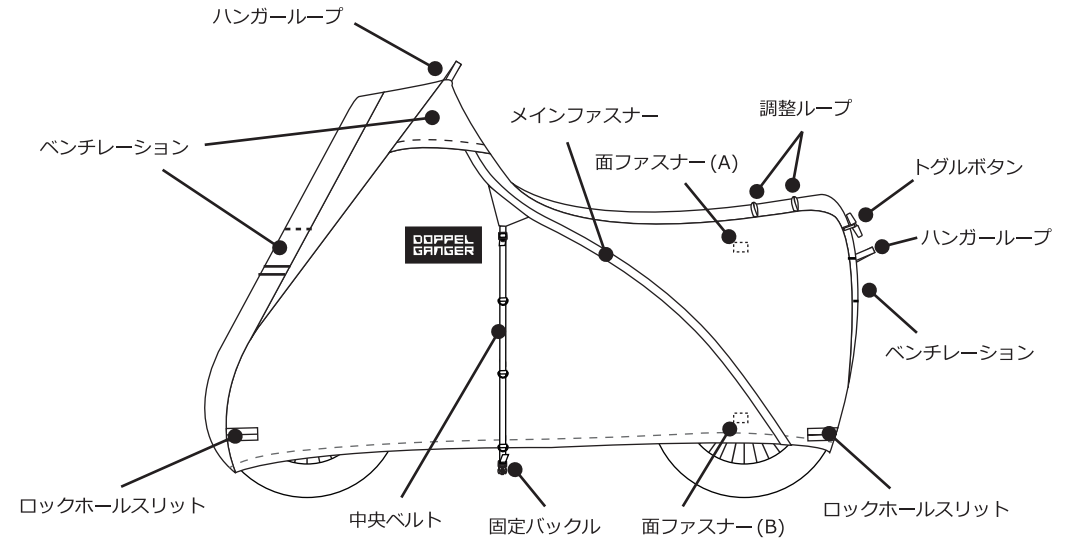 ハンガーループ
調整ループ
メインファスナー
ベンチレーション
面ファスナー(A)
トグルボタン
ハンガーループ
DOPPEL
GANGER
ベンチレーション
ロックホールスリット
中央ベルト
固定バックル
面ファスナー(B)
ロックホールスリット